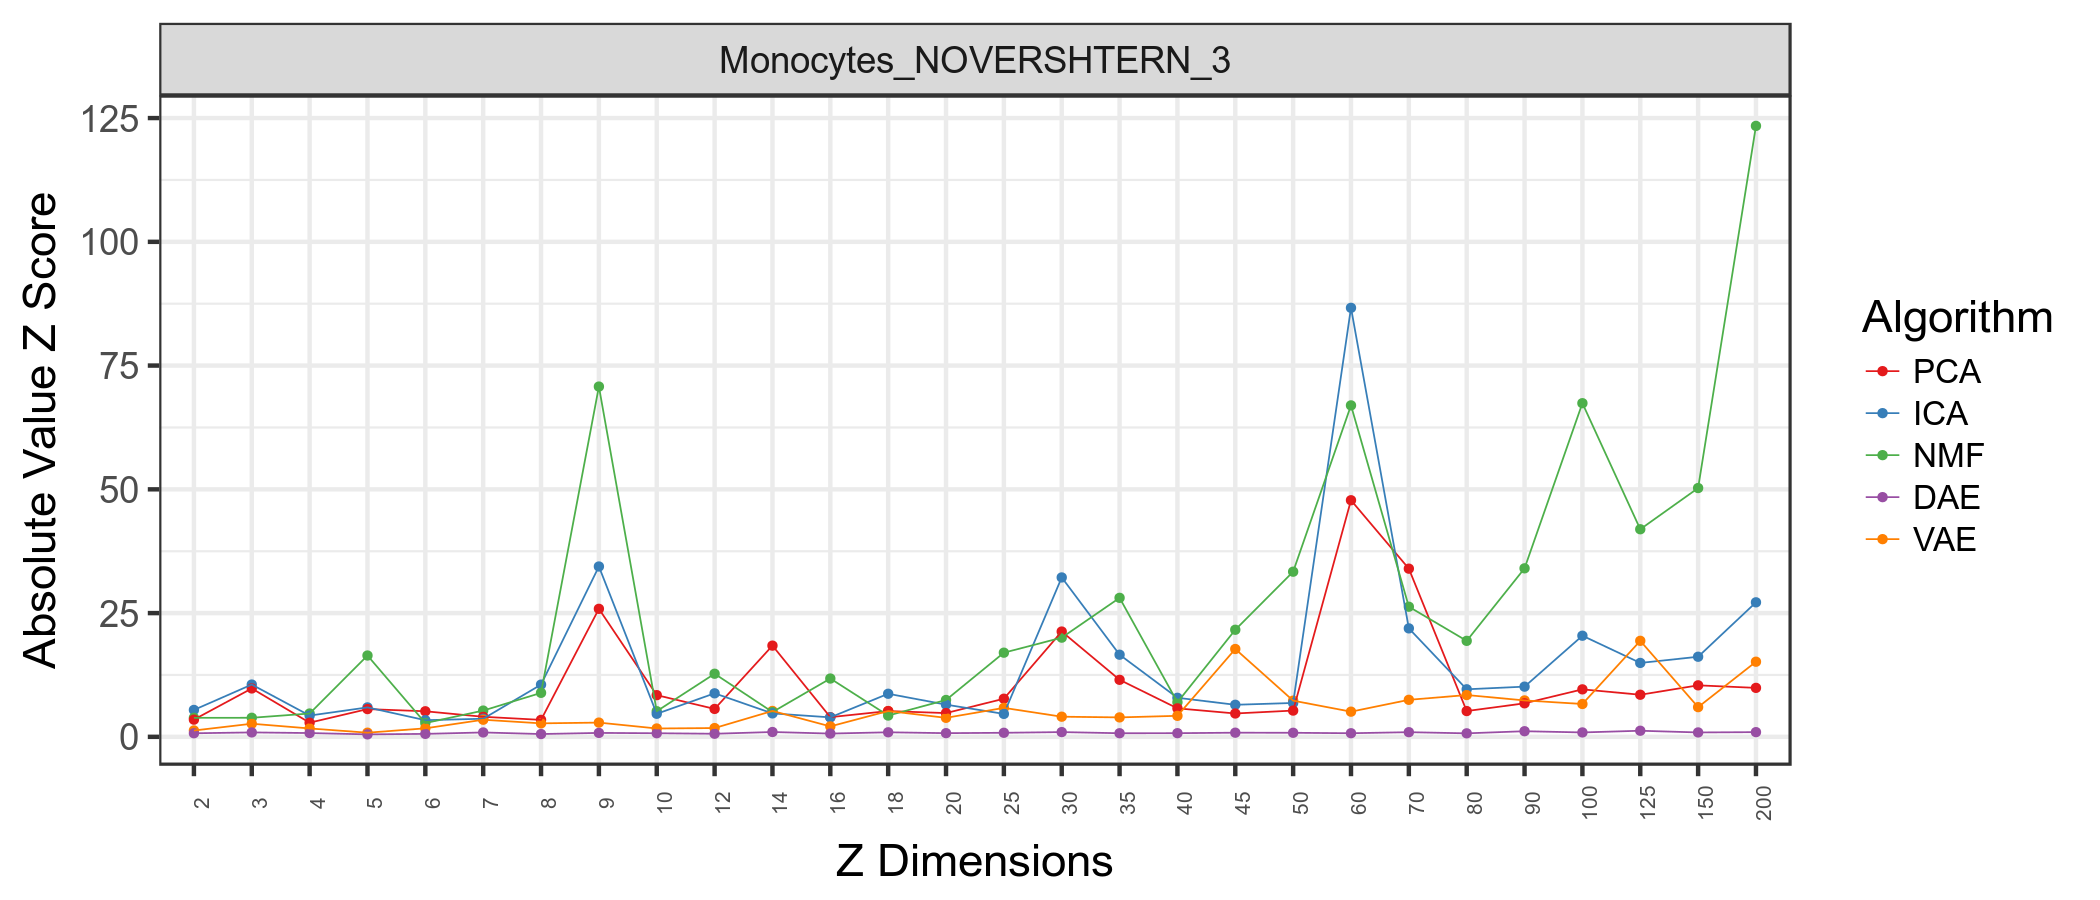 Monocytes_NOVERSHTERN_3
Absolute Value Z Score
125
100
75
50
25
0
2 3 4 5 6 7 8 9 10 12 14 16 18 20 25 30 35 40 45 50 60 70 80 90 100 125 150 200
Z Dimensions
Algorithm
PCA
ICA
NMF
DAE
VAE